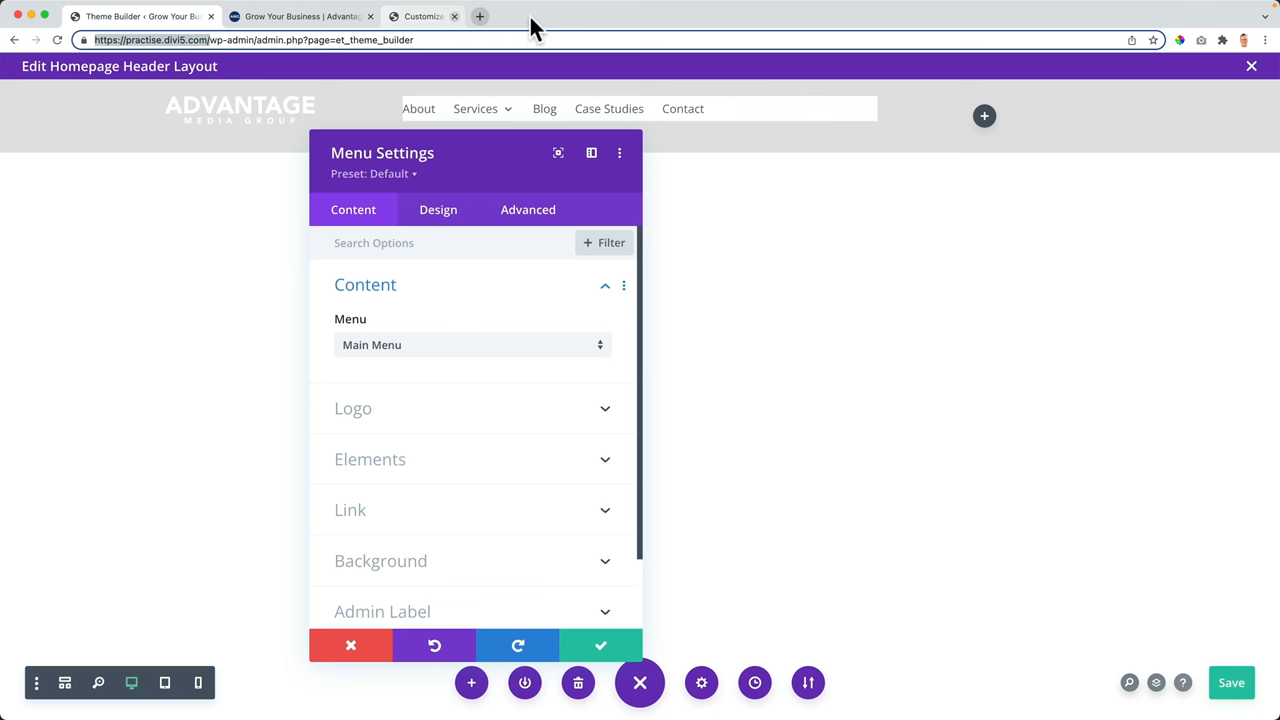 Theme Builder ‹ Grow Your Bus
Grow Your Business | Advantag
Customize
https://practise.divi5.com/wp-admin/admin.php?page=et_theme_builder
Edit Homepage Header Layout
ADVANTAGE
MEDIA GROUP
About Services Blog Case Studies Contact
Menu Settings
Preset: Default
Content Design Advanced
Search Options + Filter
Content
Menu
Main Menu
Logo
Elements
Link
Background
Admin Label
Save